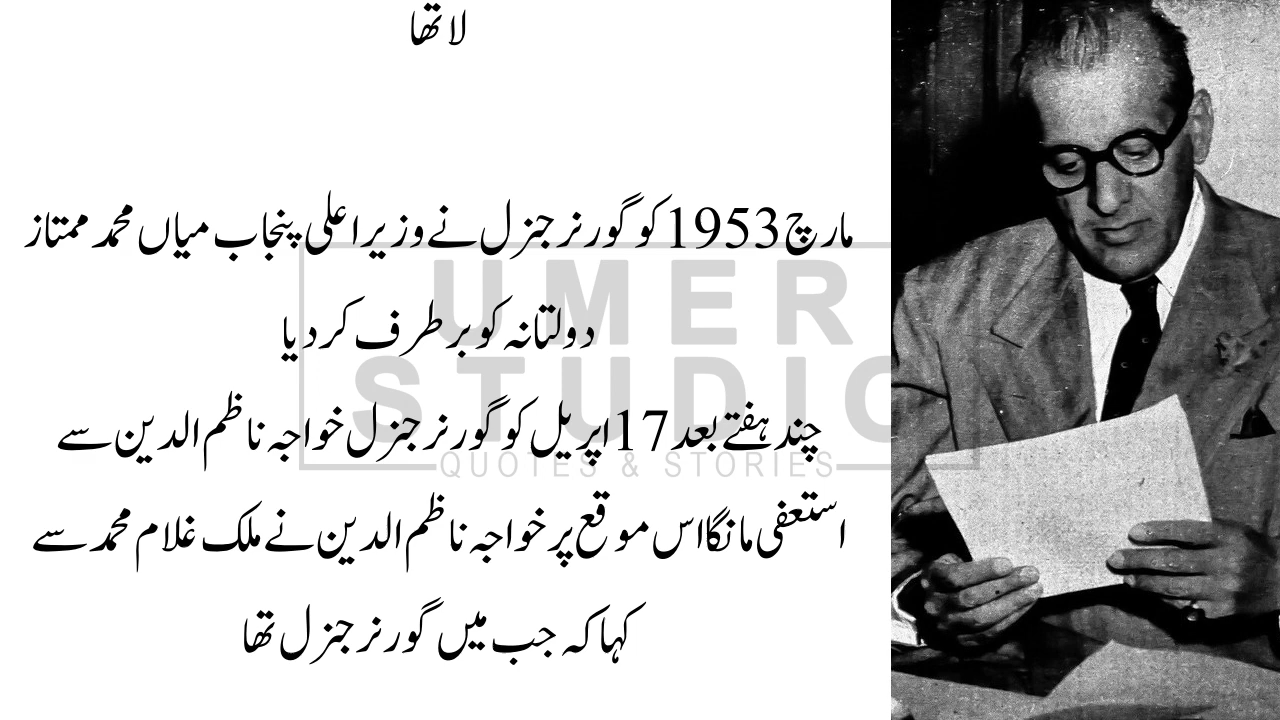 لا تھا
مارچ 1953 کو گورنر جنرل نے وزیراعلی پنجاب میاں محمد ممتاز
دولتانہ کو برطرف کر دیا
UMER
STUDIO
چند ہفتے بعد 17 اپریل کو گورنر جنرل خواجہ ناظم الدین سے
QUOTES & STORIES
استعفی مانگا اس موقع پر خواجہ ناظم الدین نے ملک غلام محمد سے
کہا کہ جب میں گورنر جنرل تھا